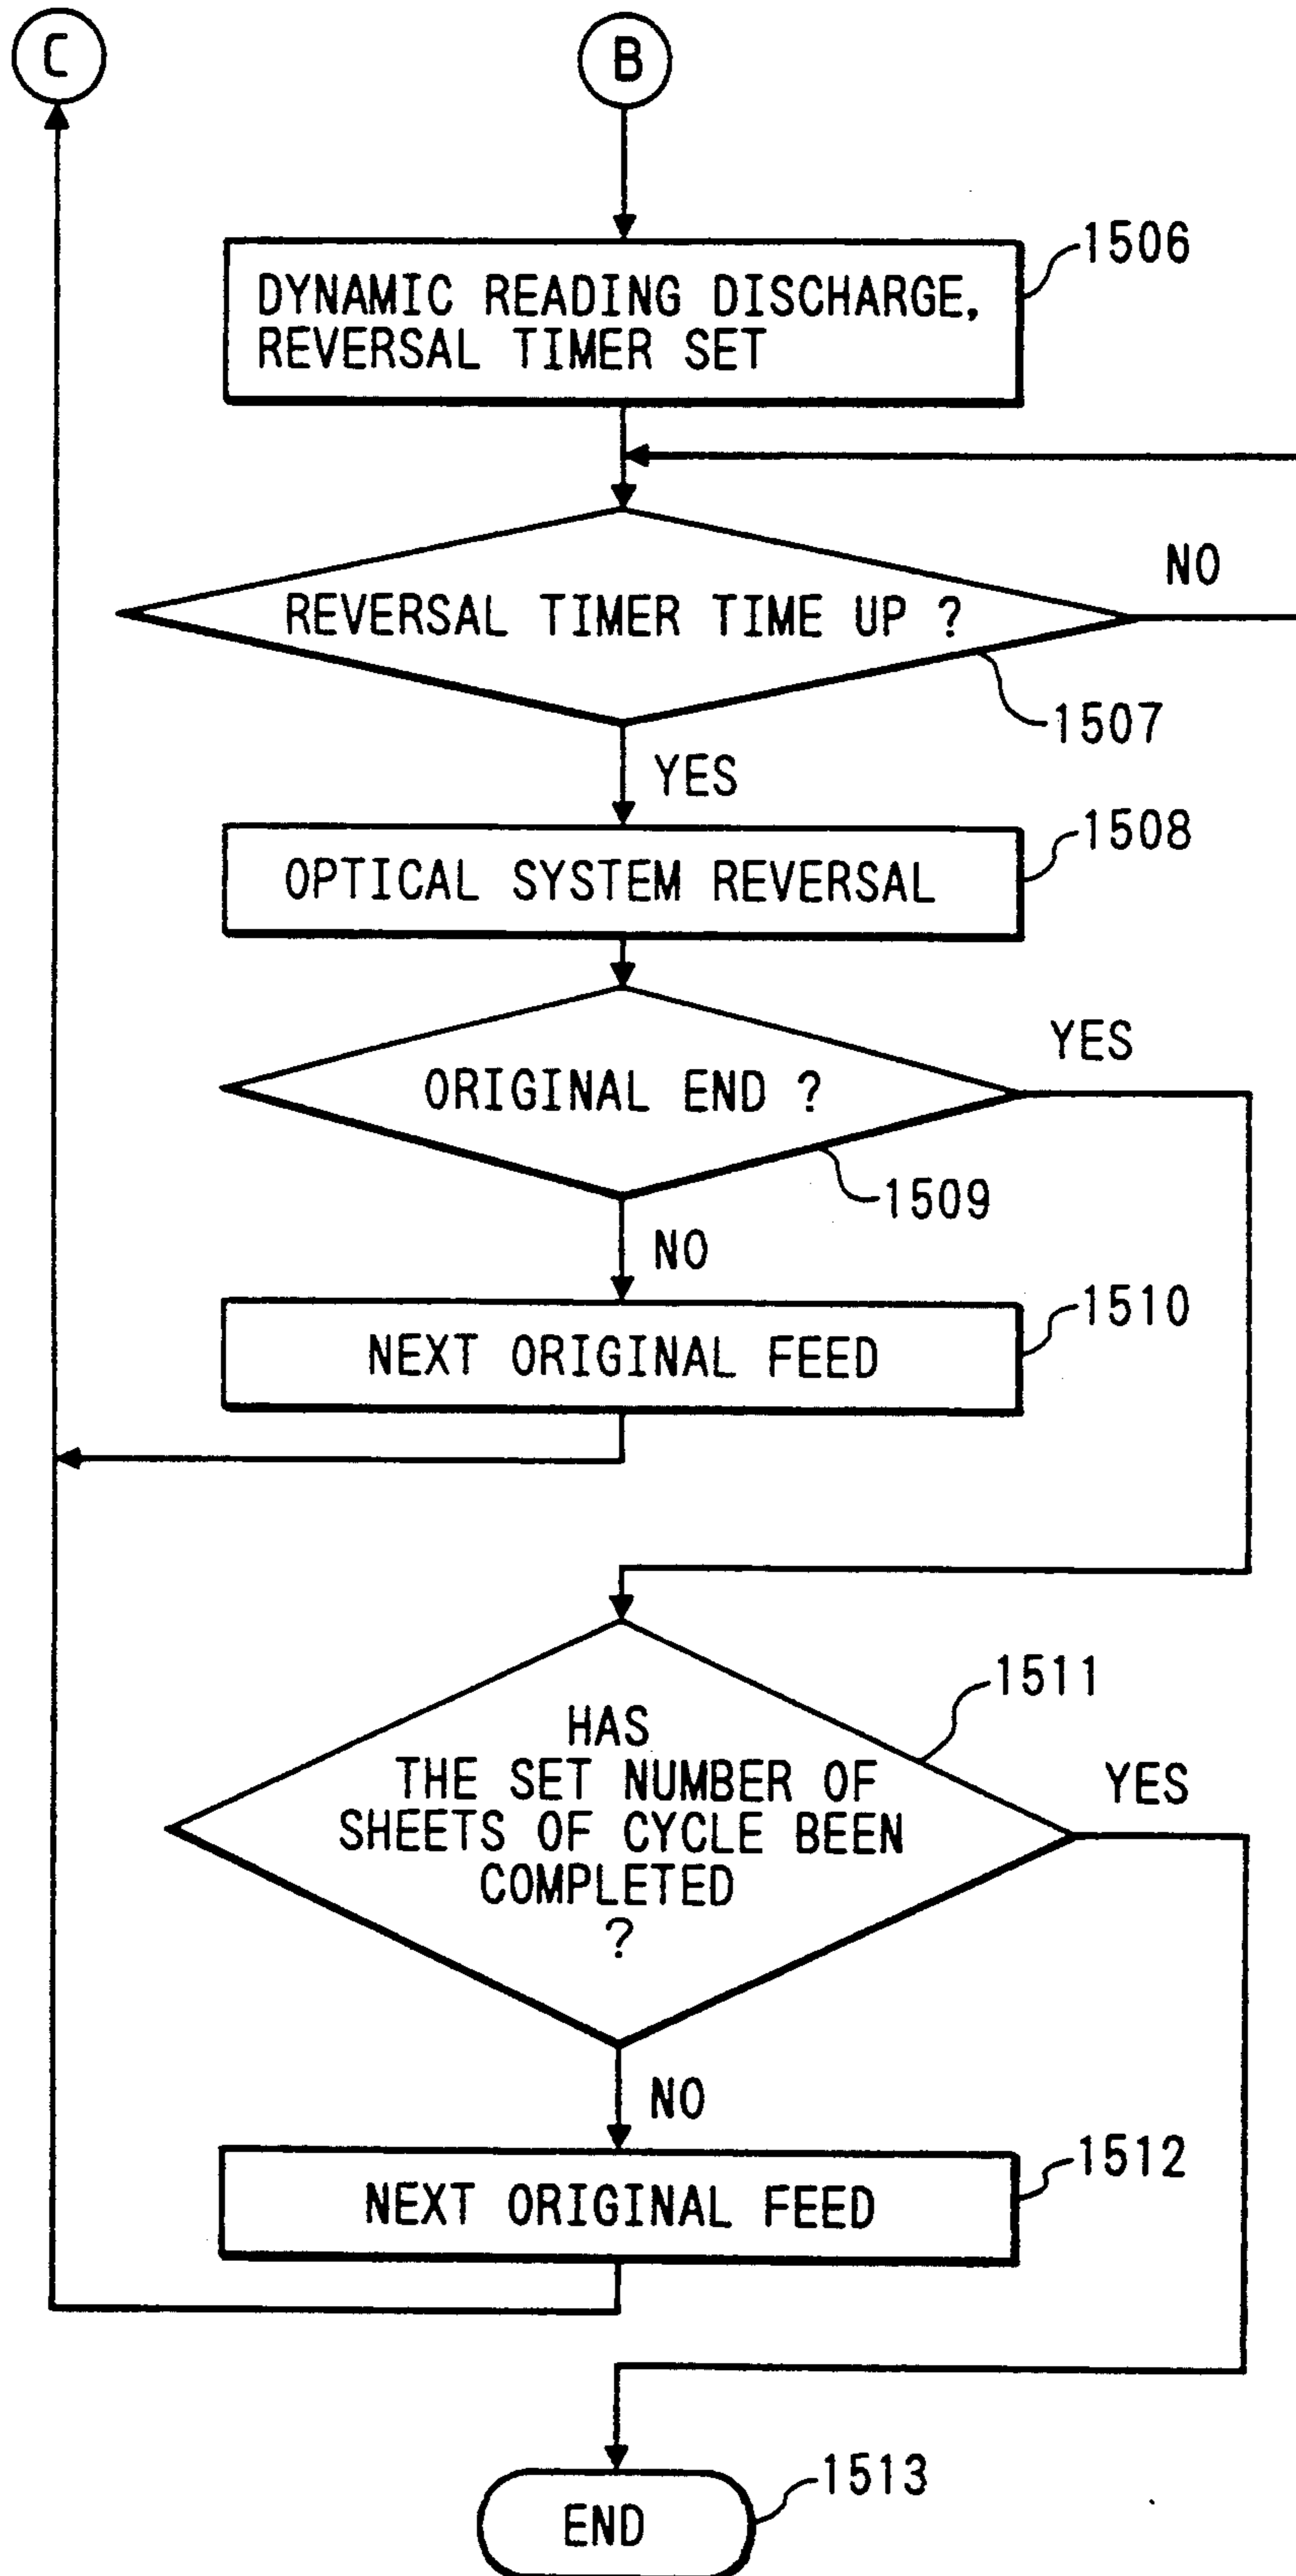 C
B
1506
DYNAMIC READING DISCHARGE,
REVERSAL TIMER SET
NO
REVERSAL TIMER TIME UP ?
1507
YES
1508
OPTICAL SYSTEM REVERSAL
YES
ORIGINAL END ?
1509
NO
1510
NEXT ORIGINAL FEED
1511
HAS
THE SET NUMBER OF
SHEETS OF CYCLE BEEN
COMPLETED
?
YES
NO
1512
NEXT ORIGINAL FEED
1513
END